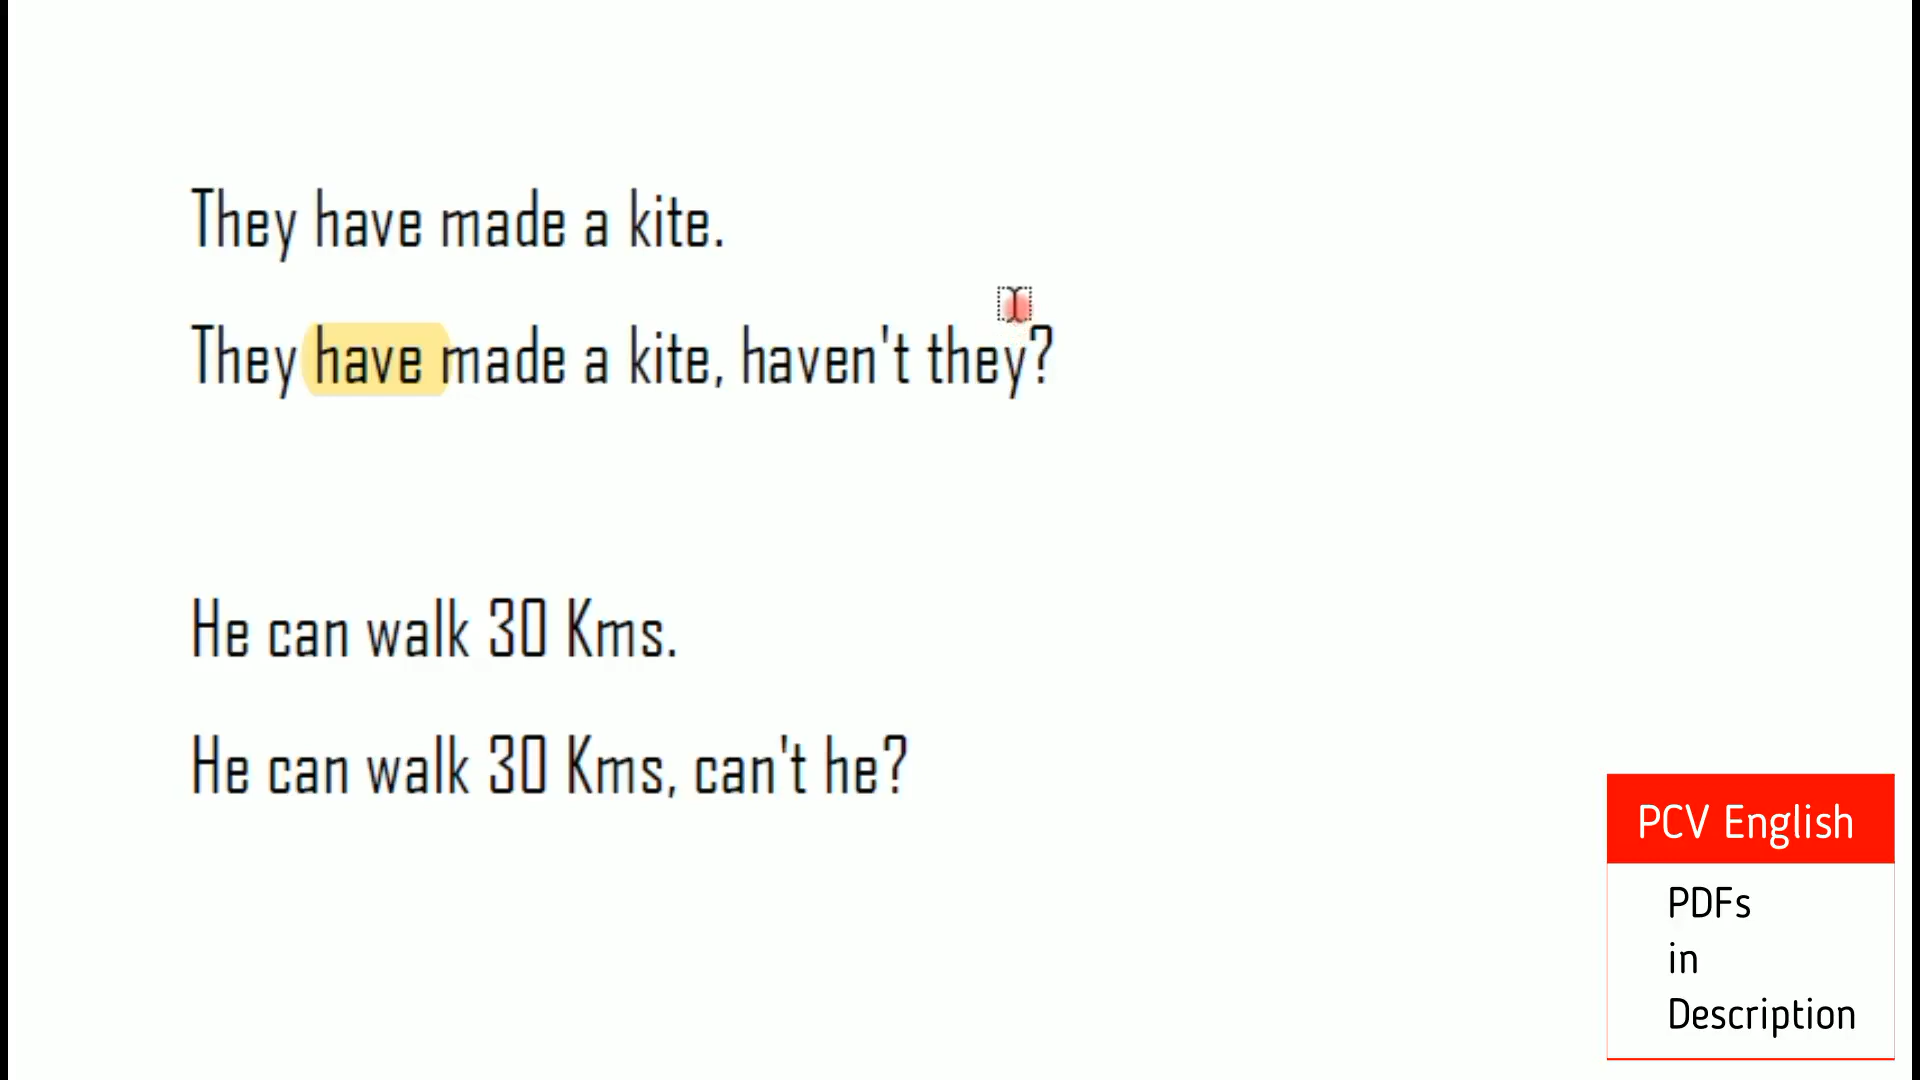 They have made a kite.
They have made a kite, haven't they?
He can walk 30 Kms.
He can walk 30 Kms, can't he?
PCV English
PDFs
in
Description